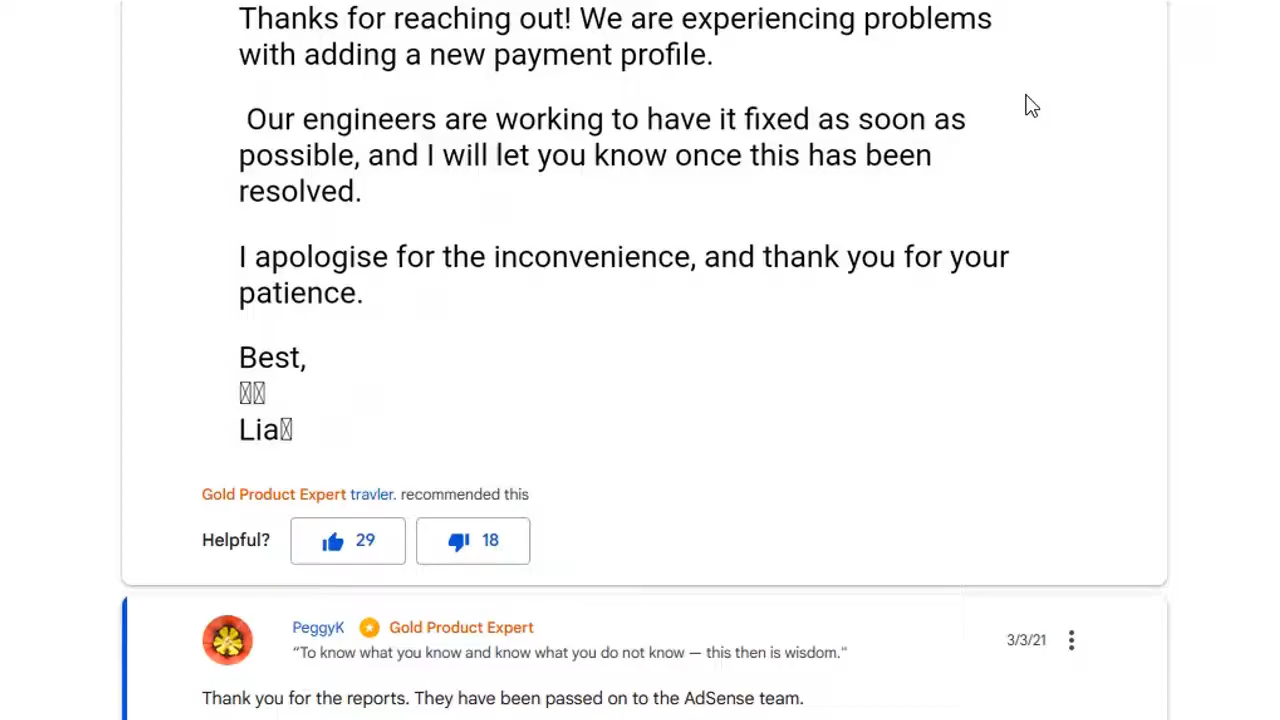 Thanks for reaching out! We are experiencing problems
with adding a new payment profile.
Our engineers are working to have it fixed as soon as
possible, and I will let you know once this has been
resolved.
I apologise for the inconvenience, and thank you for your
patience.
Best,
Lia
Gold Product Expert travler. recommended this
Helpful? 29 18
PeggyK Gold Product Expert
3/3/21
“To know what you know and know what you do not know — this then is wisdom.“
Thank you for the reports. They have been passed on to the AdSense team.